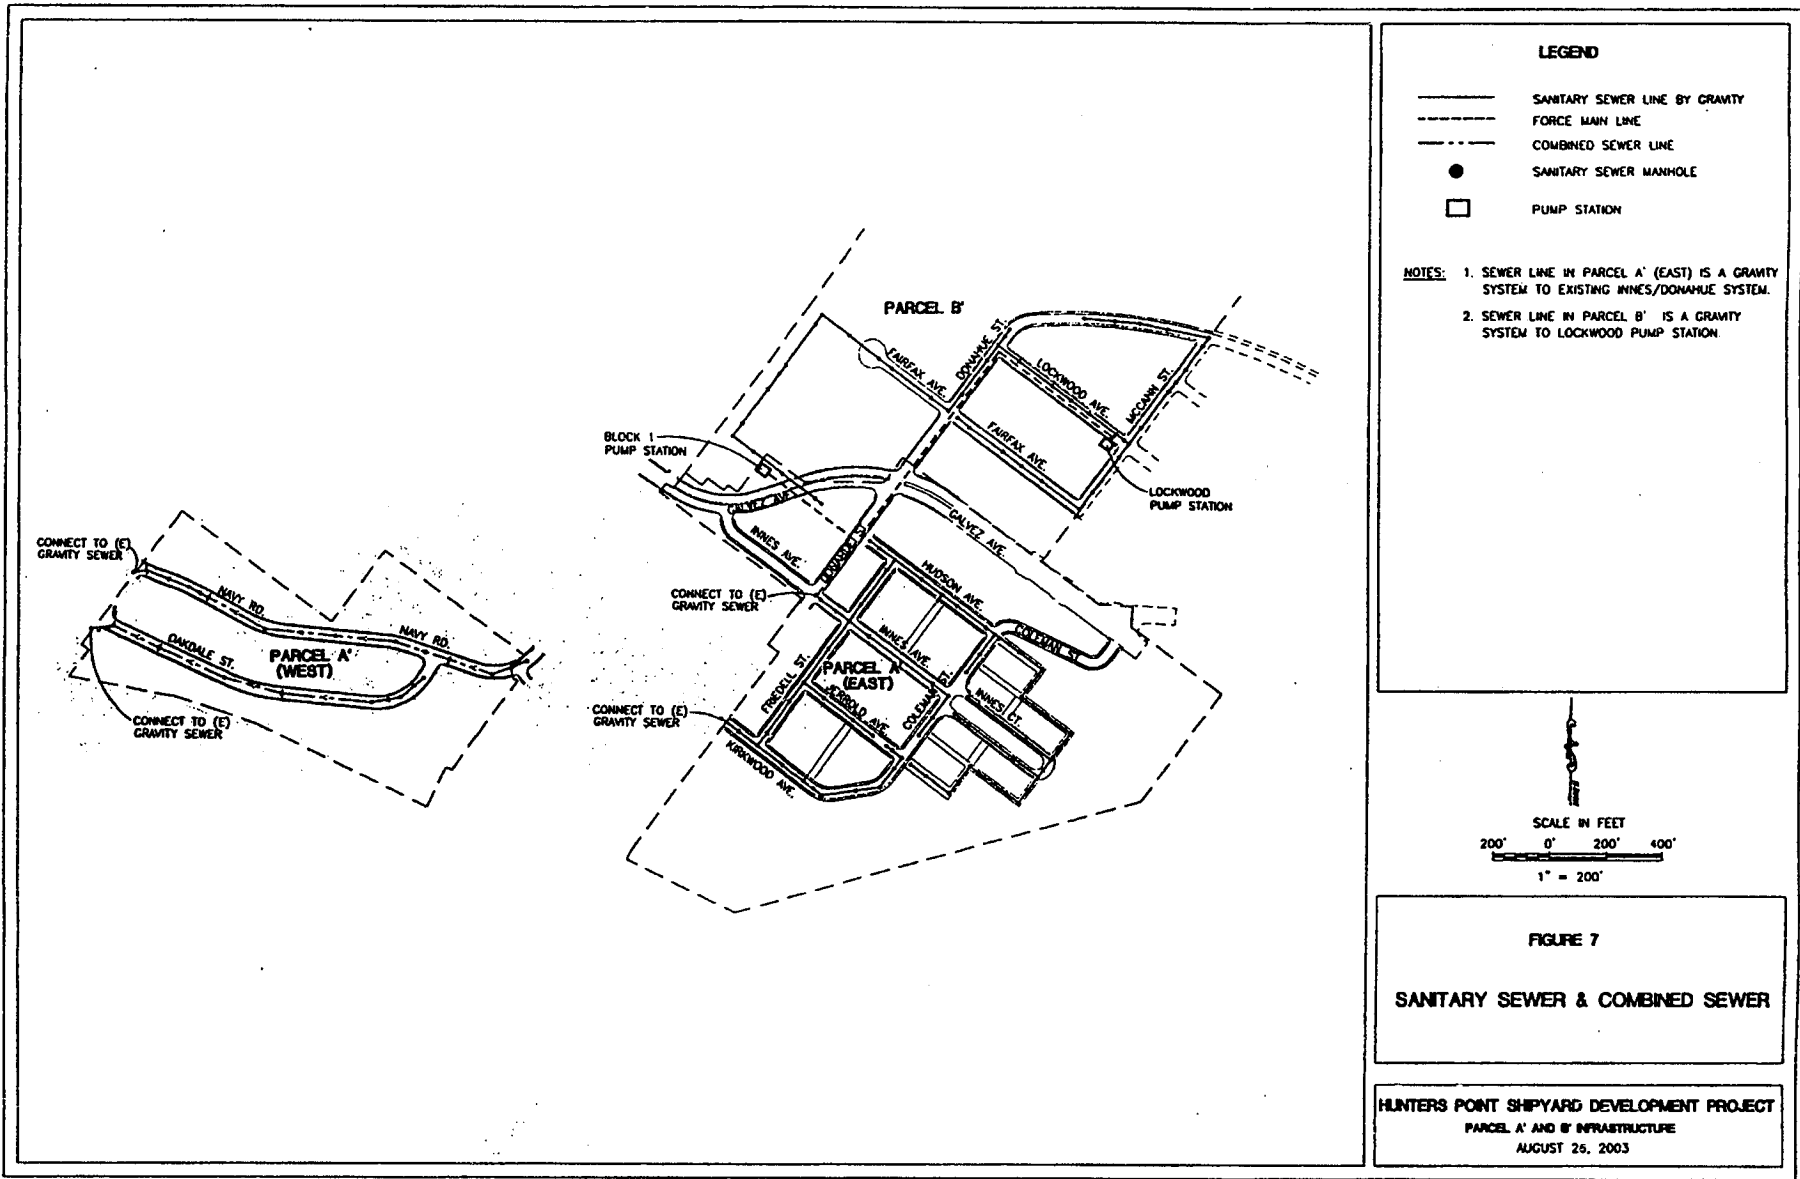 LEGEND
SANITARY SEWER LINE BY GRAVITY
FORCE MAIN LINE
COMBINED SEWER LINE
SANITARY SEWER MANHOLE
PUMP STATION
NOTES: 1. SEWER LINE IN PARCEL A' (EAST) IS A GRAVITY
SYSTEM TO EXISTING INNES/DONAHUE SYSTEM.
2. SEWER LINE IN PARCEL B' IS A GRAVITY
SYSTEM TO LOCKWOOD PUMP STATION.
PARCEL B'
DONAHUE ST.
FAIRFAX AVE.
LOCKWOOD AVE.
MCCANN ST.
FAIRFAX AVE.
BLOCK 1
PUMP STATION
LOCKWOOD
PUMP STATION
GALVEZ AVE.
GALVEZ AVE.
INNES AVE.
DONAHUE ST.
CONNECT TO (E)
GRAVITY SEWER
HUDSON AVE.
COLEMAN ST.
INNES AVE.
PARCEL A'
(EAST)
FRIEDELL ST.
JERROLD AVE.
COLEMAN ST.
INNES CT.
CONNECT TO (E)
GRAVITY SEWER
KIRKWOOD AVE.
CONNECT TO (E)
GRAVITY SEWER
NAVY RD.
NAVY RD.
OAKDALE ST.
PARCEL A'
(WEST)
CONNECT TO (E)
GRAVITY SEWER
SCALE IN FEET
200' 0' 200' 400'
1" = 200'
FIGURE 7
SANITARY SEWER & COMBINED SEWER
HUNTERS POINT SHIPYARD DEVELOPMENT PROJECT
PARCEL A' AND B' INFRASTRUCTURE
AUGUST 26, 2003